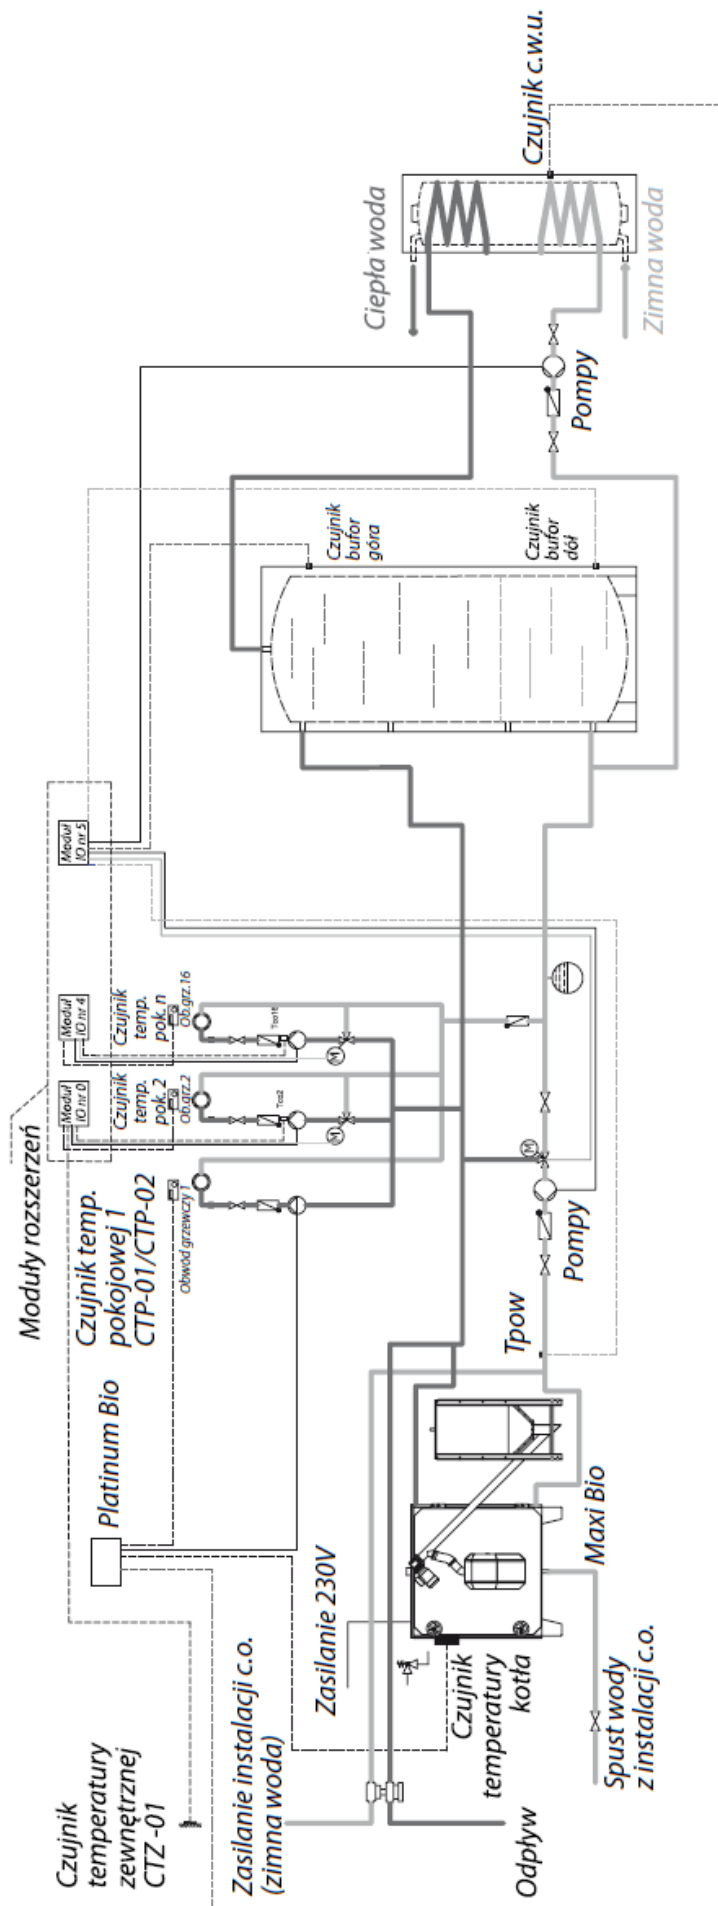 Czujnik
temperatury
zewnętrznej
CTZ -01
Zasilanie instalacji c.o.
(zimna woda)
Odpływ
Platinum Bio
Zasilanie 230V
Czujnik
temperatury
kotła
Spust wody
z instalacji c.o.
Maxi Bio
Moduły rozszerzeń
Czujnik temp.
pokojowej 1
CTP-01/CTP-02
Obwód grzewczy 1
Tpow
Pompy
M
Moduł
IO nr 0
Czujnik
temp.
pok.2
Ob.grz.2
Tco2
M
Moduł
IO nr 4
Czujnik
temp.
pok.n
Ob.grz.16
Tco16
M
Moduł
IO nr 5
Czujnik
bufor
góra
Czujnik
bufor
dół
Pompy
Ciepła woda
Zimna woda
Czujnik c.w.u.